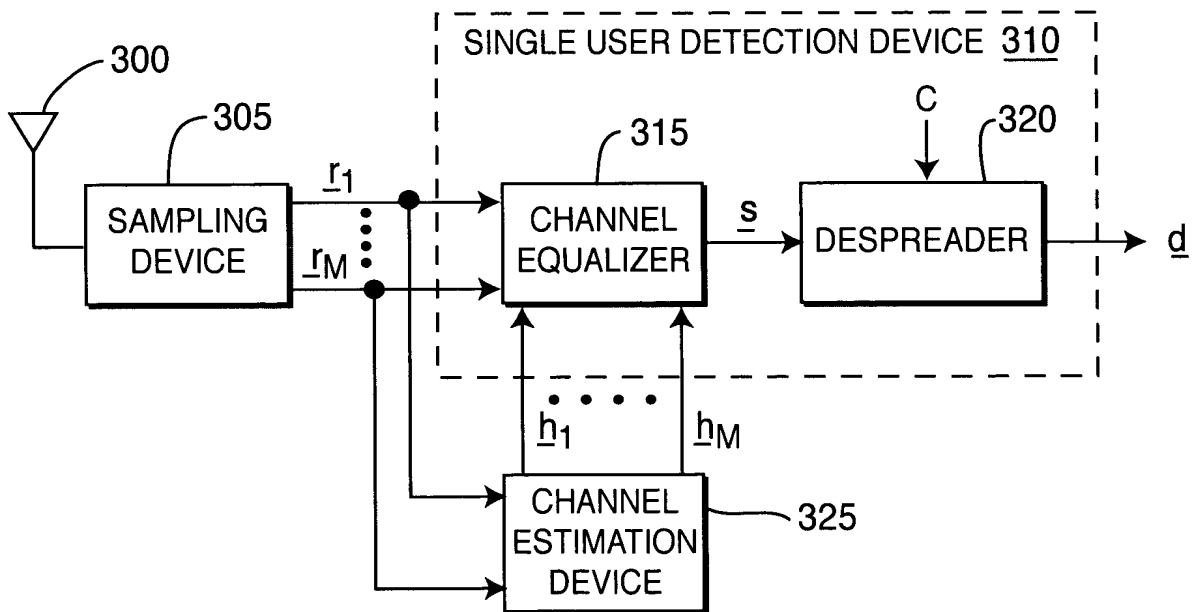 SINGLE USER DETECTION DEVICE 310
300
305
315
C
320
r1
rM
SAMPLING
DEVICE
CHANNEL
EQUALIZER
s
DESPREADER
d
h1
hM
CHANNEL
ESTIMATION
DEVICE
325